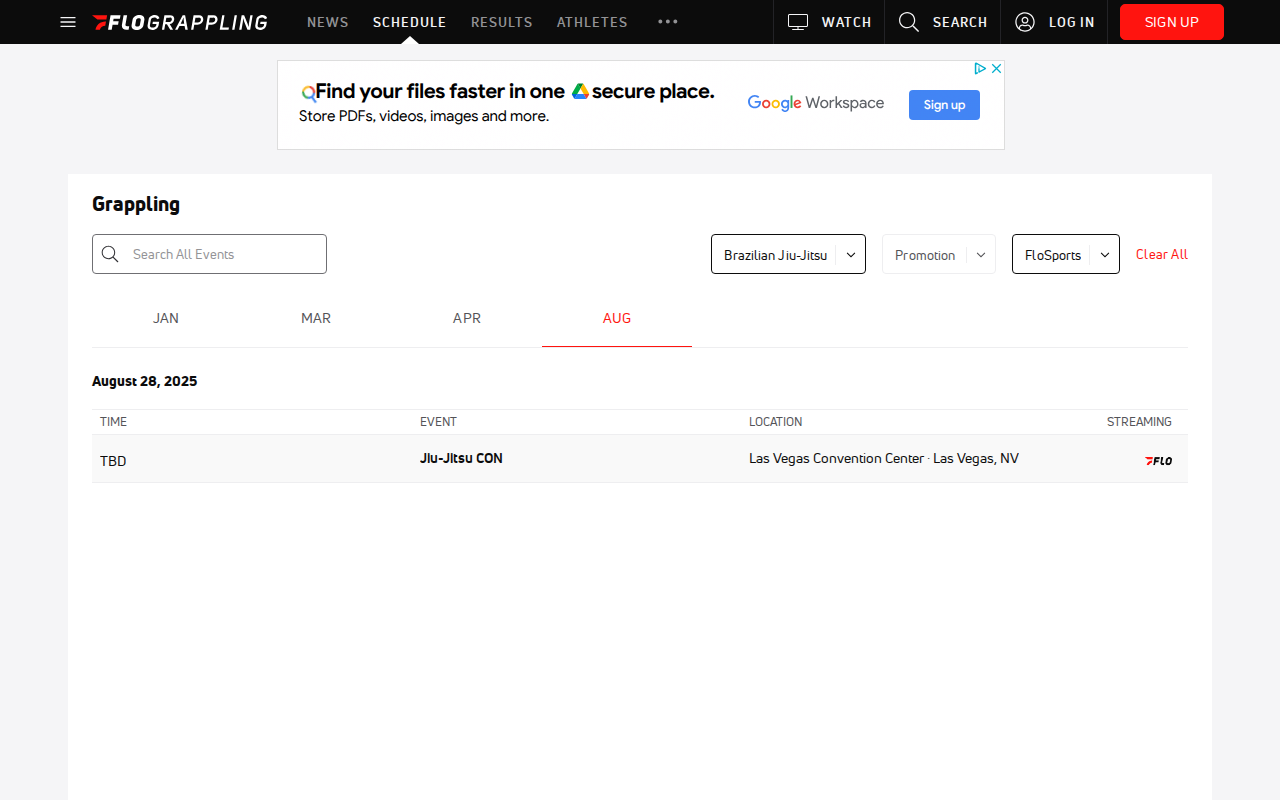 FLOGRAPPLING NEWS SCHEDULE RESULTS ATHLETES WATCH SEARCH LOG IN SIGN UP
Find your files faster in one secure place.
Store PDFs, videos, images and more.
Google Workspace
Sign up
Grappling
Search All Events Brazilian Jiu-Jitsu Promotion FloSports Clear All
JAN MAR APR AUG
August 28, 2025
TIME EVENT LOCATION STREAMING
TBD Jiu-Jitsu CON Las Vegas Convention Center · Las Vegas, NV FLO